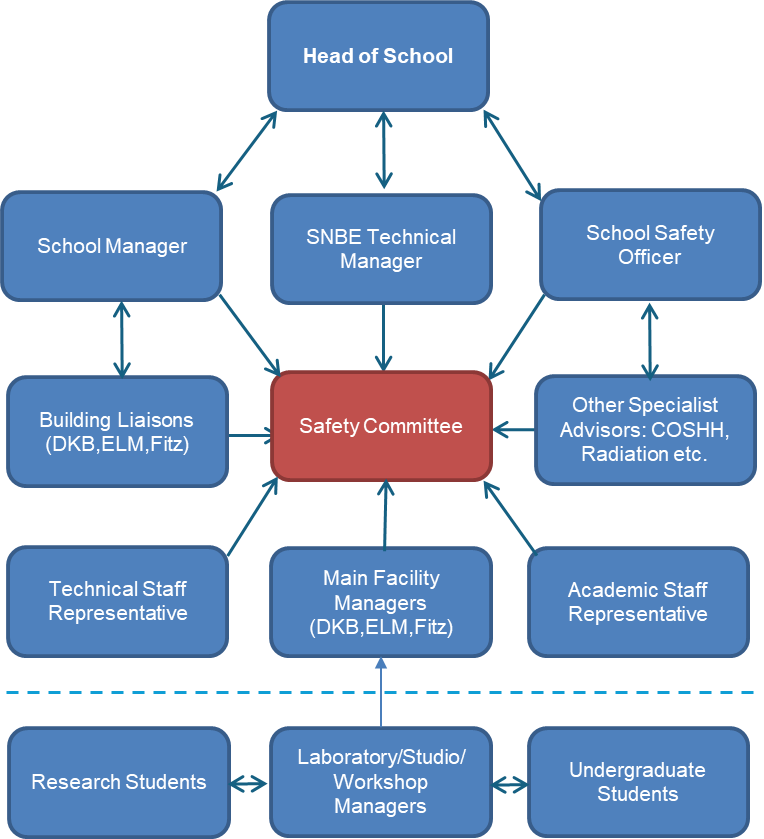 Head of School
School Manager
SNBE Technical
Manager
School Safety
Officer
Building Liaisons
(DKB,ELM,Fitz)
Safety Committee
Other Specialist
Advisors: COSHH,
Radiation etc.
Technical Staff
Representative
Main Facility
Managers
(DKB,ELM,Fitz)
Academic Staff
Representative
Research Students
Laboratory/Studio/
Workshop
Managers
Undergraduate
Students